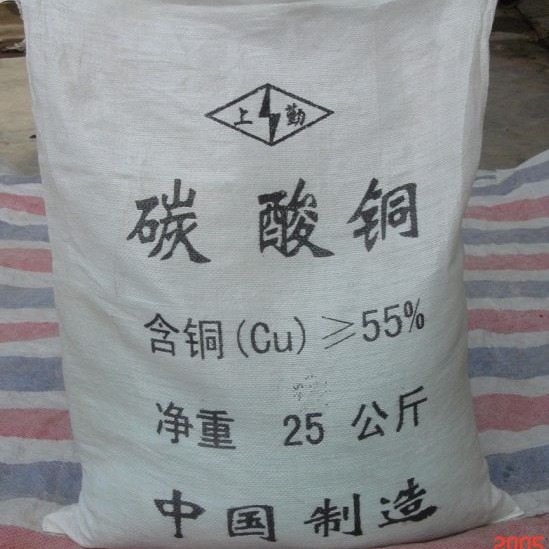 上勤
碳酸铜
含铜(Cu)≥55%
净重 25 公斤
中国制造